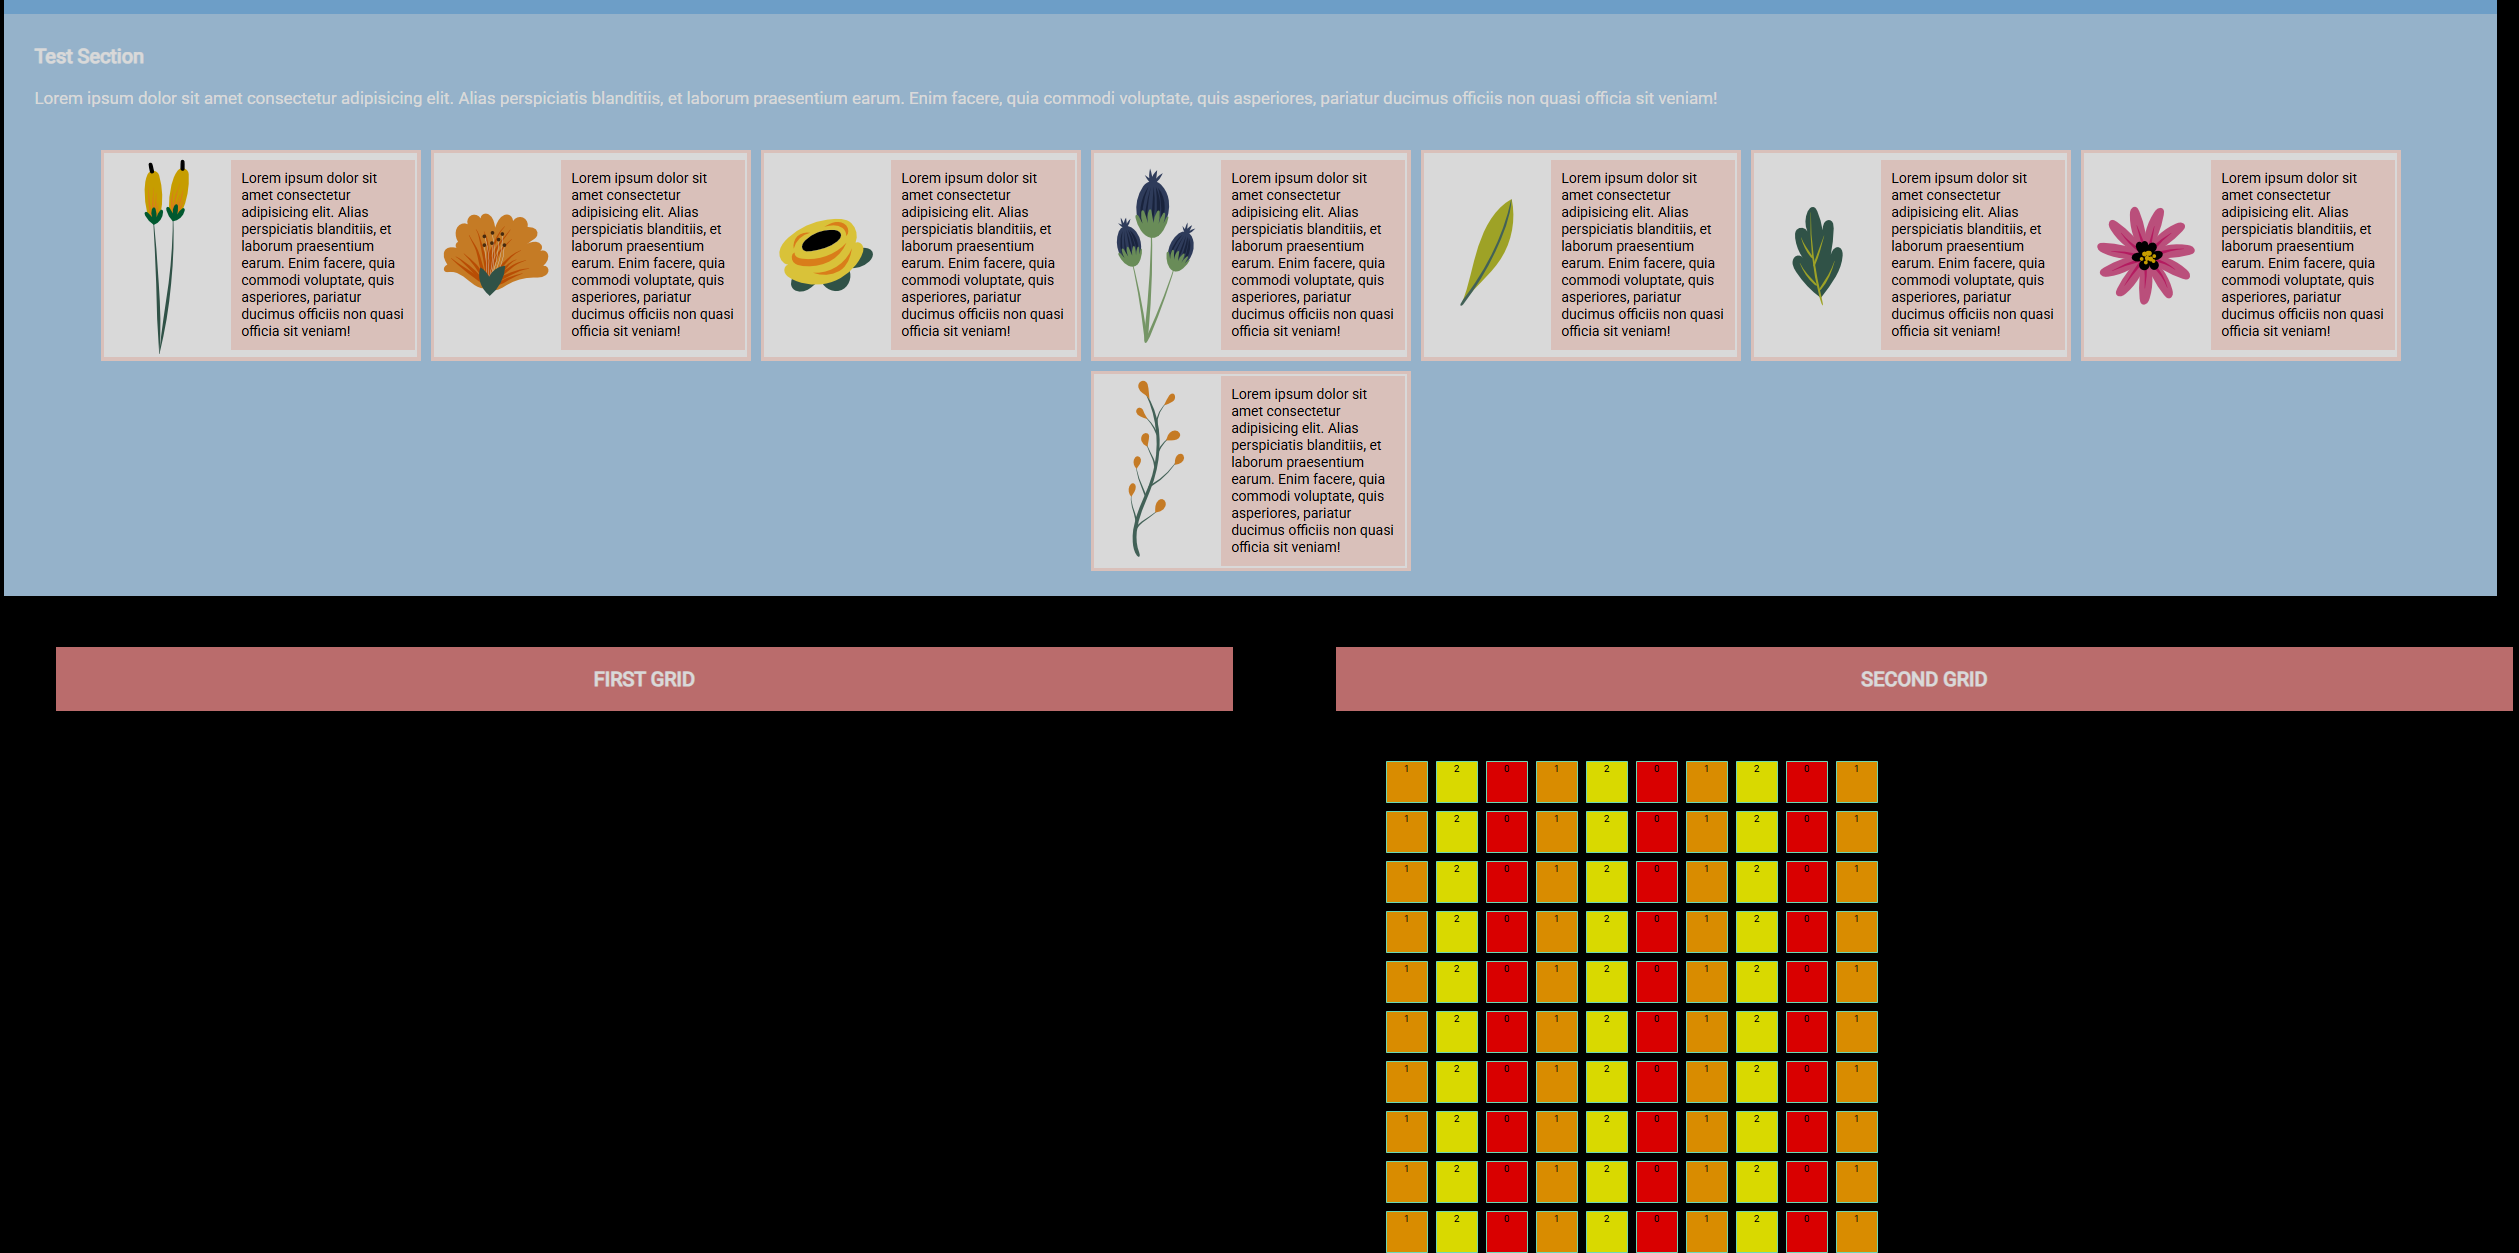 Test Section
Lorem ipsum dolor sit amet consectetur adipisicing elit. Alias perspiciatis blanditiis, et laborum praesentium earum. Enim facere, quia commodi voluptate, quis asperiores, pariatur ducimus officiis non quasi officia sit veniam!
Lorem ipsum dolor sit
amet consectetur
adipisicing elit. Alias
perspiciatis blanditiis, et
laborum praesentium
earum. Enim facere, quia
commodi voluptate, quis
asperiores, pariatur
ducimus officiis non quasi
officia sit veniam!
Lorem ipsum dolor sit
amet consectetur
adipisicing elit. Alias
perspiciatis blanditiis, et
laborum praesentium
earum. Enim facere, quia
commodi voluptate, quis
asperiores, pariatur
ducimus officiis non quasi
officia sit veniam!
Lorem ipsum dolor sit
amet consectetur
adipisicing elit. Alias
perspiciatis blanditiis, et
laborum praesentium
earum. Enim facere, quia
commodi voluptate, quis
asperiores, pariatur
ducimus officiis non quasi
officia sit veniam!
Lorem ipsum dolor sit
amet consectetur
adipisicing elit. Alias
perspiciatis blanditiis, et
laborum praesentium
earum. Enim facere, quia
commodi voluptate, quis
asperiores, pariatur
ducimus officiis non quasi
officia sit veniam!
Lorem ipsum dolor sit
amet consectetur
adipisicing elit. Alias
perspiciatis blanditiis, et
laborum praesentium
earum. Enim facere, quia
commodi voluptate, quis
asperiores, pariatur
ducimus officiis non quasi
officia sit veniam!
Lorem ipsum dolor sit
amet consectetur
adipisicing elit. Alias
perspiciatis blanditiis, et
laborum praesentium
earum. Enim facere, quia
commodi voluptate, quis
asperiores, pariatur
ducimus officiis non quasi
officia sit veniam!
Lorem ipsum dolor sit
amet consectetur
adipisicing elit. Alias
perspiciatis blanditiis, et
laborum praesentium
earum. Enim facere, quia
commodi voluptate, quis
asperiores, pariatur
ducimus officiis non quasi
officia sit veniam!
Lorem ipsum dolor sit
amet consectetur
adipisicing elit. Alias
perspiciatis blanditiis, et
laborum praesentium
earum. Enim facere, quia
commodi voluptate, quis
asperiores, pariatur
ducimus officiis non quasi
officia sit veniam!
FIRST GRID
SECOND GRID
1 2 0 1 2 0 1 2 0 1
1 2 0 1 2 0 1 2 0 1
1 2 0 1 2 0 1 2 0 1
1 2 0 1 2 0 1 2 0 1
1 2 0 1 2 0 1 2 0 1
1 2 0 1 2 0 1 2 0 1
1 2 0 1 2 0 1 2 0 1
1 2 0 1 2 0 1 2 0 1
1 2 0 1 2 0 1 2 0 1
1 2 0 1 2 0 1 2 0 1